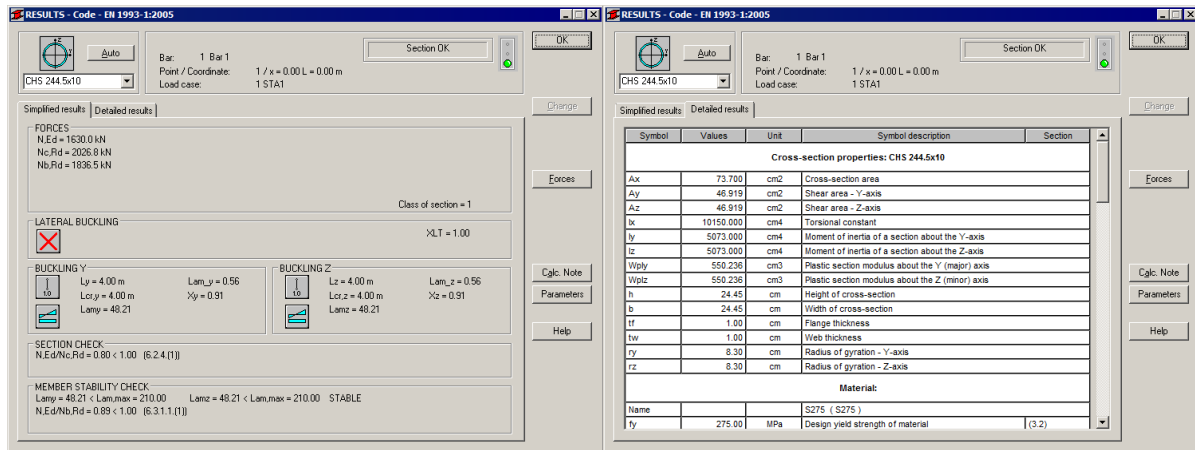 RESULTS - Code - EN 1993-1:2005
Auto
CHS 244.5x10
Bar: 1 Bar 1
Point / Coordinate: 1 / x = 0.00 L = 0.00 m
Load case: 1 STA1
Section OK
OK
Simplified results Detailed results
Change
FORCES
N,Ed = 1630.0 kN
Nc,Rd = 2026.8 kN
Nb,Rd = 1836.5 kN
Class of section = 1
Forces
LATERAL BUCKLING
XLT = 1.00
BUCKLING Y
Ly = 4.00 m Lam_y = 0.56
1.0 Lcr,y = 4.00 m Xy = 0.91
Lamy = 48.21
BUCKLING Z
Lz = 4.00 m Lam_z = 0.56
1.0 Lcr,z = 4.00 m Xz = 0.91
Lamz = 48.21
Calc. Note
Parameters
Help
SECTION CHECK
N,Ed/Nc,Rd = 0.80 < 1.00 (6.2.4.(1))
MEMBER STABILITY CHECK
Lamy = 48.21 < Lam,max = 210.00 Lamz = 48.21 < Lam,max = 210.00 STABLE
N,Ed/Nb,Rd = 0.89 < 1.00 (6.3.1.1.(1))
RESULTS - Code - EN 1993-1:2005
Auto
CHS 244.5x10
Bar: 1 Bar 1
Point / Coordinate: 1 / x = 0.00 L = 0.00 m
Load case: 1 STA1
Section OK
OK
Simplified results Detailed results
Change
Symbol Values Unit Symbol description Section
Cross-section properties: CHS 244.5x10
Ax 73.700 cm2 Cross-section area
Ay 46.919 cm2 Shear area - Y-axis
Az 46.919 cm2 Shear area - Z-axis
Ix 10150.000 cm4 Torsional constant
Iy 5073.000 cm4 Moment of inertia of a section about the Y-axis
Iz 5073.000 cm4 Moment of inertia of a section about the Z-axis
Wply 550.236 cm3 Plastic section modulus about the Y (major) axis
Wplz 550.236 cm3 Plastic section modulus about the Z (minor) axis
h 24.45 cm Height of cross-section
b 24.45 cm Width of cross-section
tf 1.00 cm Flange thickness
tw 1.00 cm Web thickness
ry 8.30 cm Radius of gyration - Y-axis
rz 8.30 cm Radius of gyration - Z-axis
Material:
Name S275 ( S275 )
fy 275.00 MPa Design yield strength of material (3.2)
Forces
Calc. Note
Parameters
Help